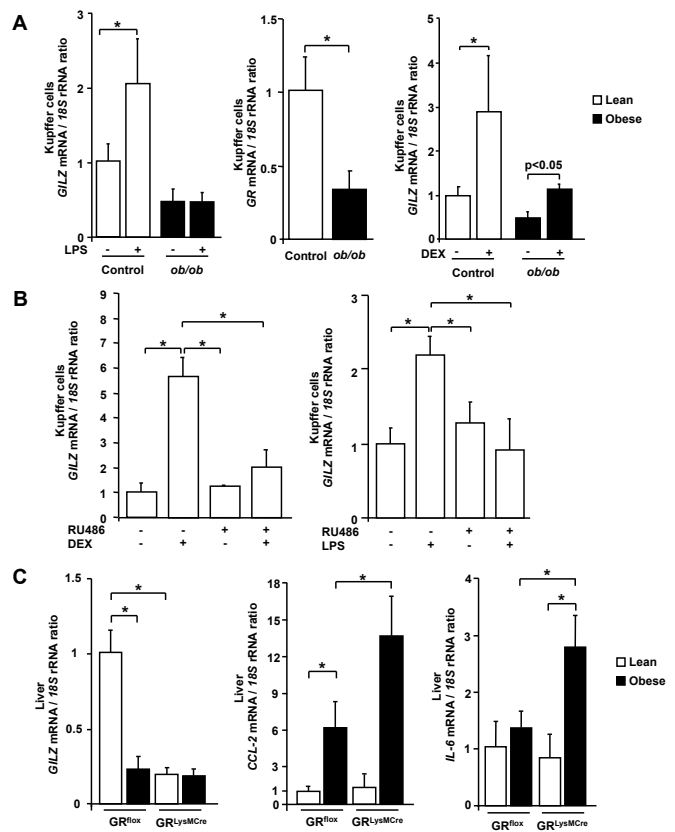 A
Kupffer cells
GILZ mRNA / 18S rRNA ratio
3
2
1
0
*
LPS - + - +
Control ob/ob
Kupffer cells
GR mRNA / 18S rRNA ratio
1.5
1
0.5
0
*
Control ob/ob
Kupffer cells
GILZ mRNA / 18S rRNA ratio
5
4
3
2
1
0
*
p<0.05
DEX - + - +
Control ob/ob
Lean
Obese
B
Kupffer cells
GILZ mRNA / 18S rRNA ratio
9
8
7
6
5
4
3
2
1
0
*
* *
RU486 - - + +
DEX - + - +
Kupffer cells
GILZ mRNA / 18S rRNA ratio
3
2
1
0
*
* *
RU486 - - + +
LPS - + - +
C
Liver
GILZ mRNA / 18S rRNA ratio
1.5
1
0.5
0
*
*
GRflox GRLysMCre
Liver
CCL-2 mRNA / 18S rRNA ratio
18
15
12
9
6
3
1
0
*
*
GRflox GRLysMCre
Liver
IL-6 mRNA / 18S rRNA ratio
4
3
2
1
0
*
*
GRflox GRLysMCre
Lean
Obese